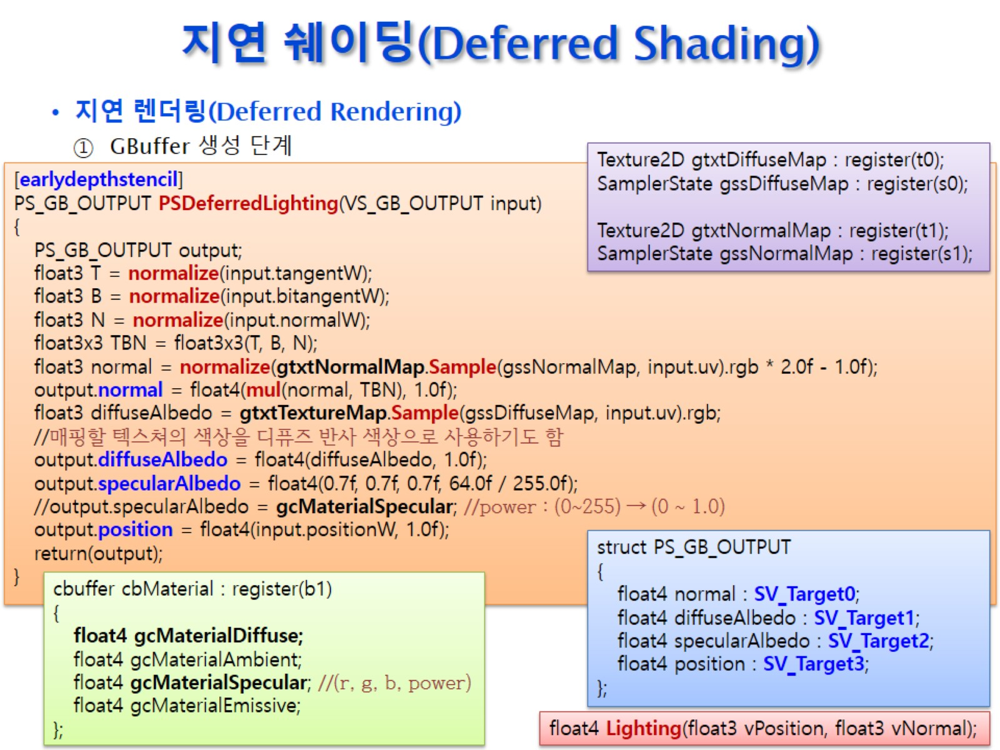 지연 쉐이딩(Deferred Shading)
• 지연 렌더링(Deferred Rendering)
① GBuffer 생성 단계
[earlydepthstencil]
PS_GB_OUTPUT PSDeferredLighting(VS_GB_OUTPUT input)
{
PS_GB_OUTPUT output;
float3 T = normalize(input.tangentW);
float3 B = normalize(input.bitangentW);
float3 N = normalize(input.normalW);
float3x3 TBN = float3x3(T, B, N);
float3 normal = normalize(gtxtNormalMap.Sample(gssNormalMap, input.uv).rgb * 2.0f - 1.0f);
output.normal = float4(mul(normal, TBN), 1.0f);
float3 diffuseAlbedo = gtxtTextureMap.Sample(gssDiffuseMap, input.uv).rgb;
//매핑할 텍스쳐의 색상을 디퓨즈 반사 색상으로 사용하기도 함
output.diffuseAlbedo = float4(diffuseAlbedo, 1.0f);
output.specularAlbedo = float4(0.7f, 0.7f, 0.7f, 64.0f / 255.0f);
//output.specularAlbedo = gcMaterialSpecular; //power : (0~255) → (0 ~ 1.0)
output.position = float4(input.positionW, 1.0f);
return(output);
}
Texture2D gtxtDiffuseMap : register(t0);
SamplerState gssDiffuseMap : register(s0);
Texture2D gtxtNormalMap : register(t1);
SamplerState gssNormalMap : register(s1);
cbuffer cbMaterial : register(b1)
{
float4 gcMaterialDiffuse;
float4 gcMaterialAmbient;
float4 gcMaterialSpecular; //(r, g, b, power)
float4 gcMaterialEmissive;
};
struct PS_GB_OUTPUT
{
float4 normal : SV_Target0;
float4 diffuseAlbedo : SV_Target1;
float4 specularAlbedo : SV_Target2;
float4 position : SV_Target3;
};
float4 Lighting(float3 vPosition, float3 vNormal);